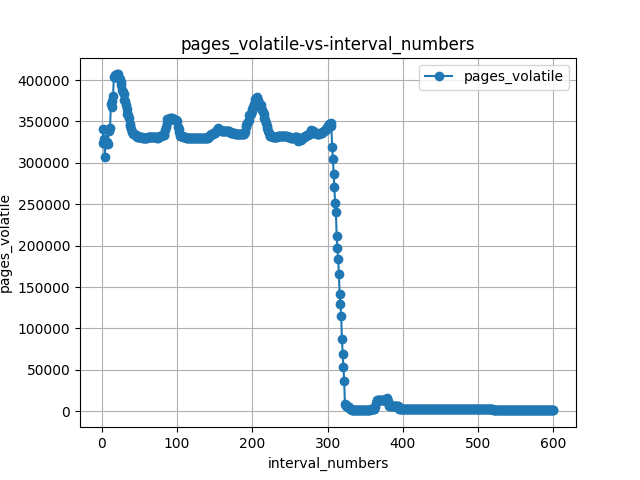 pages_volatile-vs-interval_numbers
pages_volatile
400000
350000
300000
250000
200000
150000
100000
50000
0
pages_volatile
0 100 200 300 400 500 600
interval_numbers